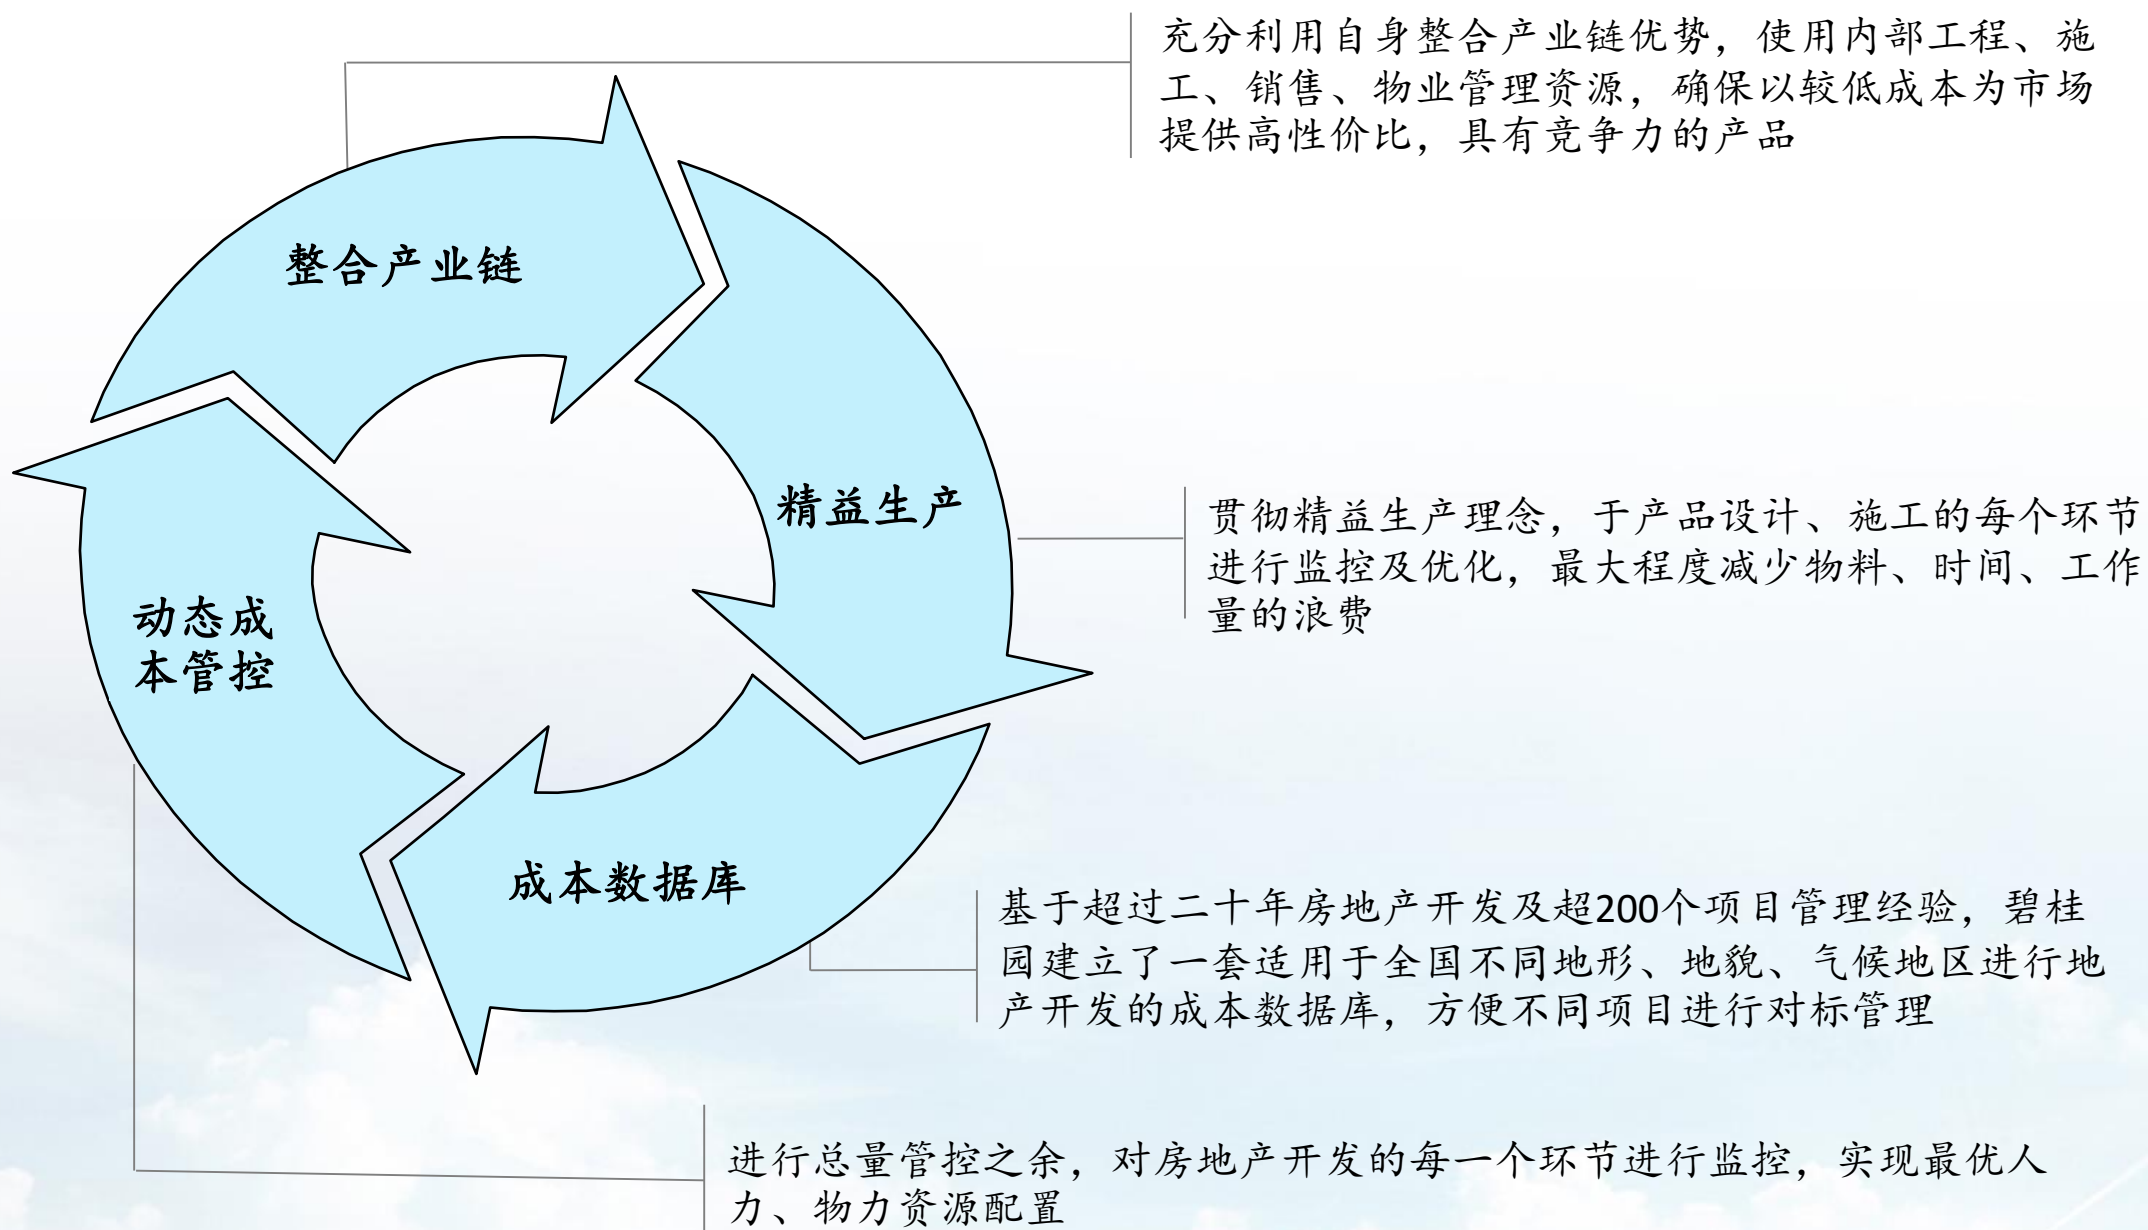 充分利用自身整合产业链优势，使用内部工程、施
工、销售、物业管理资源，确保以较低成本为市场
提供高性价比，具有竞争力的产品
整合产业链
精益生产
贯彻精益生产理念，于产品设计、施工的每个环节
进行监控及优化，最大程度减少物料、时间、工作
量的浪费
动态成
本管控
成本数据库
基于超过二十年房地产开发及超200个项目管理经验，碧桂
园建立了一套适用于全国不同地形、地貌、气候地区进行地
产开发的成本数据库，方便不同项目进行对标管理
进行总量管控之余，对房地产开发的每一个环节进行监控，实现最优人
力、物力资源配置